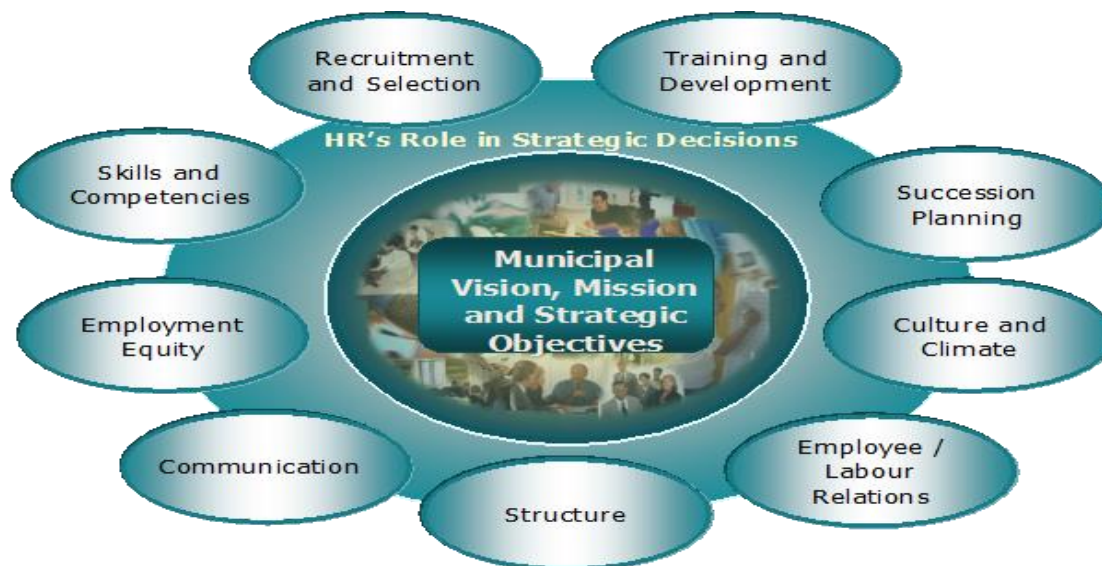 Recruitment
and Selection
Training and
Development
HR's Role in Strategic Decisions
Skills and
Competencies
Succession
Planning
Municipal
Vision, Mission
and Strategic
Objectives
Employment
Equity
Culture and
Climate
Communication
Employee /
Labour
Relations
Structure